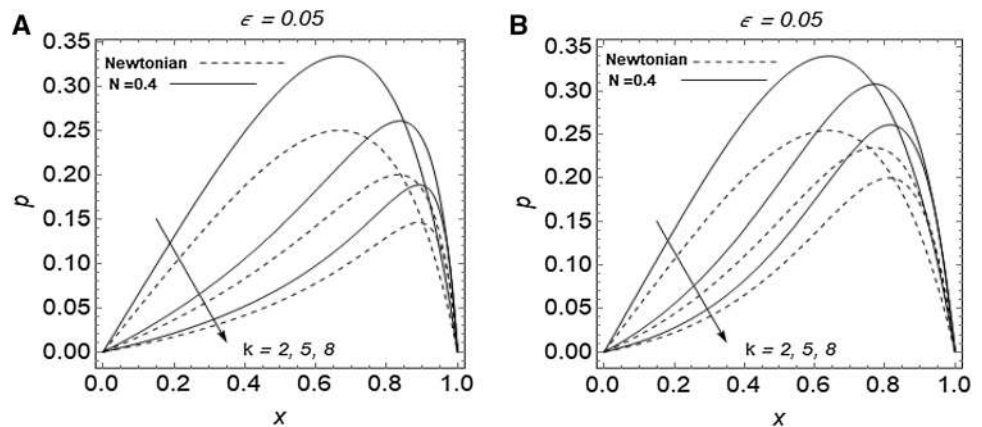 A
ϵ = 0.05
Newtonian
N =0.4
k = 2, 5, 8
p
0.35
0.30
0.25
0.20
0.15
0.10
0.05
0.00
0.0 0.2 0.4 0.6 0.8 1.0
x
B
ϵ = 0.05
Newtonian
N =0.4
k = 2, 5, 8
p
0.35
0.30
0.25
0.20
0.15
0.10
0.05
0.00
0.0 0.2 0.4 0.6 0.8 1.0
x